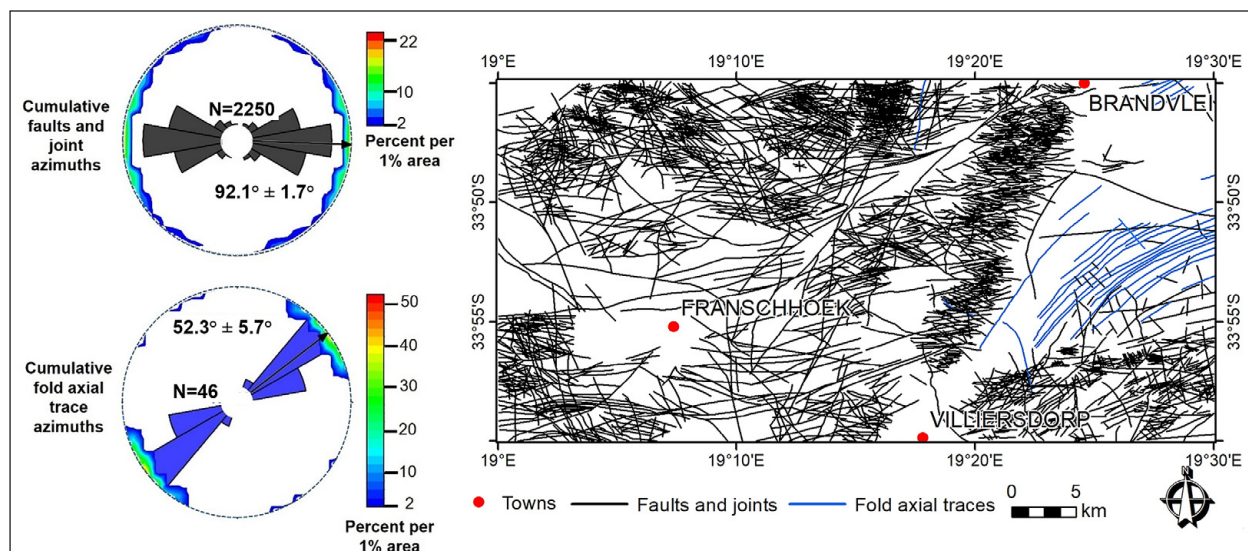 Cumulative
faults and
joint
azimuths
N=2250
92.1° ± 1.7°
22
10
2
Percent per
1% area
Cumulative
fold axial
trace
azimuths
52.3° ± 5.7°
N=46
50
40
30
20
10
2
Percent per
1% area
19°E
19°10'E
19°20'E
19°30'E
33°50'S
33°55'S
33°50'S
33°55'S
BRANDVLEI
FRANSCHHOEK
VILLIERSDORP
19°E
19°10'E
19°20'E
19°30'E
Towns
Faults and joints
Fold axial traces
0 5
km
N